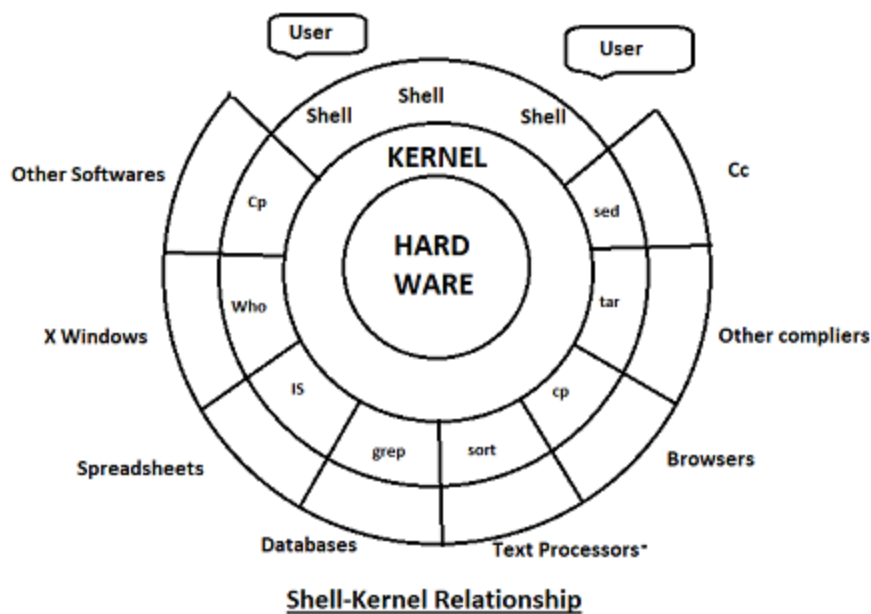 User
User
Shell
Shell
Shell
KERNEL
HARD
WARE
Other Softwares
Cp
sed
Cc
Who
tar
X Windows
Other compliers
IS
cp
grep
sort
Spreadsheets
Browsers
Databases
Text Processors"
Shell-Kernel Relationship